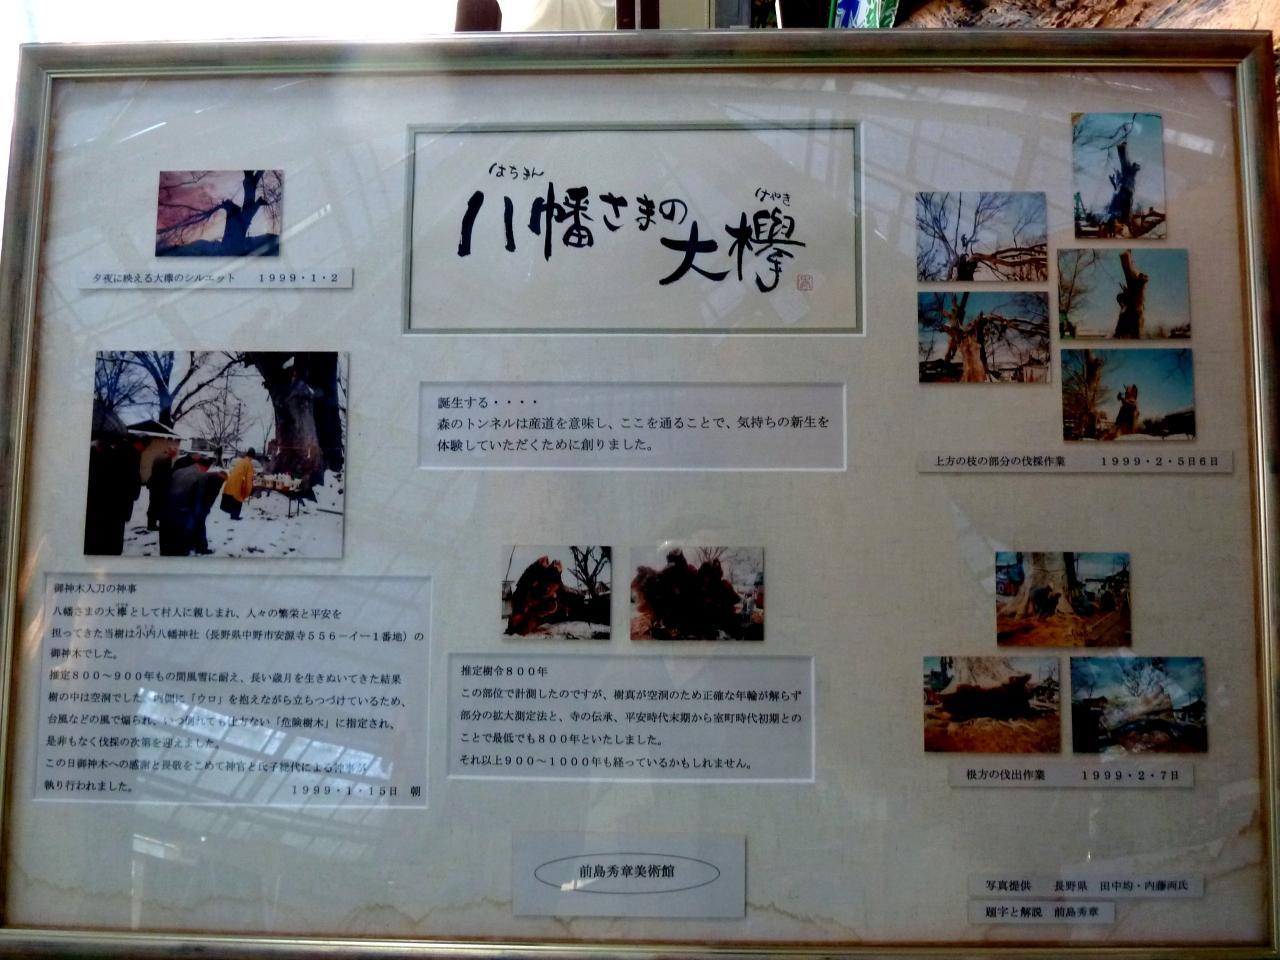 はちまん
けやき
八幡さまの大欅
夕夜に映える大欅のシルエット　1999・1・2
誕生する・・・・
森のトンネルは産道を意味し、ここを通ることで、気持ちの新生を
体験していただくために創りました。
上方の枝の部分の伐採作業　1999・2・5日6日
御神木入刀の神事
八幡さまの大欅として村人に親しまれ、人々の繁栄と平安を
担ってきた当樹は小内八幡神社（長野県中野市安源寺556－イー1番地）の
御神木でした。
推定800～900年もの間風雪に耐え、長い歳月を生きぬいてきた結果
樹の中は空洞でした。内側に「ウロ」を抱えながら立ちつづけているため、
台風などの風で煽られ、いつ倒れても仕方ない「危険樹木」に指定され、
是非もなく伐採の次第を迎えました。
この日御神木への感謝と畏敬をこめて神官と氏子総代による神事が
執り行われました。　1999・1・15日　朝
推定樹令800年
この部位で計測したのですが、樹真が空洞のため正確な年輪が解らず
部分の拡大測定法と、寺の伝承、平安時代末期から室町時代初期との
ことで最低でも800年といたしました。
それ以上900～1000年も経っているかもしれません。
根方の伐出作業　1999・2・7日
前島秀章美術館
写真提供　長野県　田中均・内藤両氏
題字と解説　前島秀章